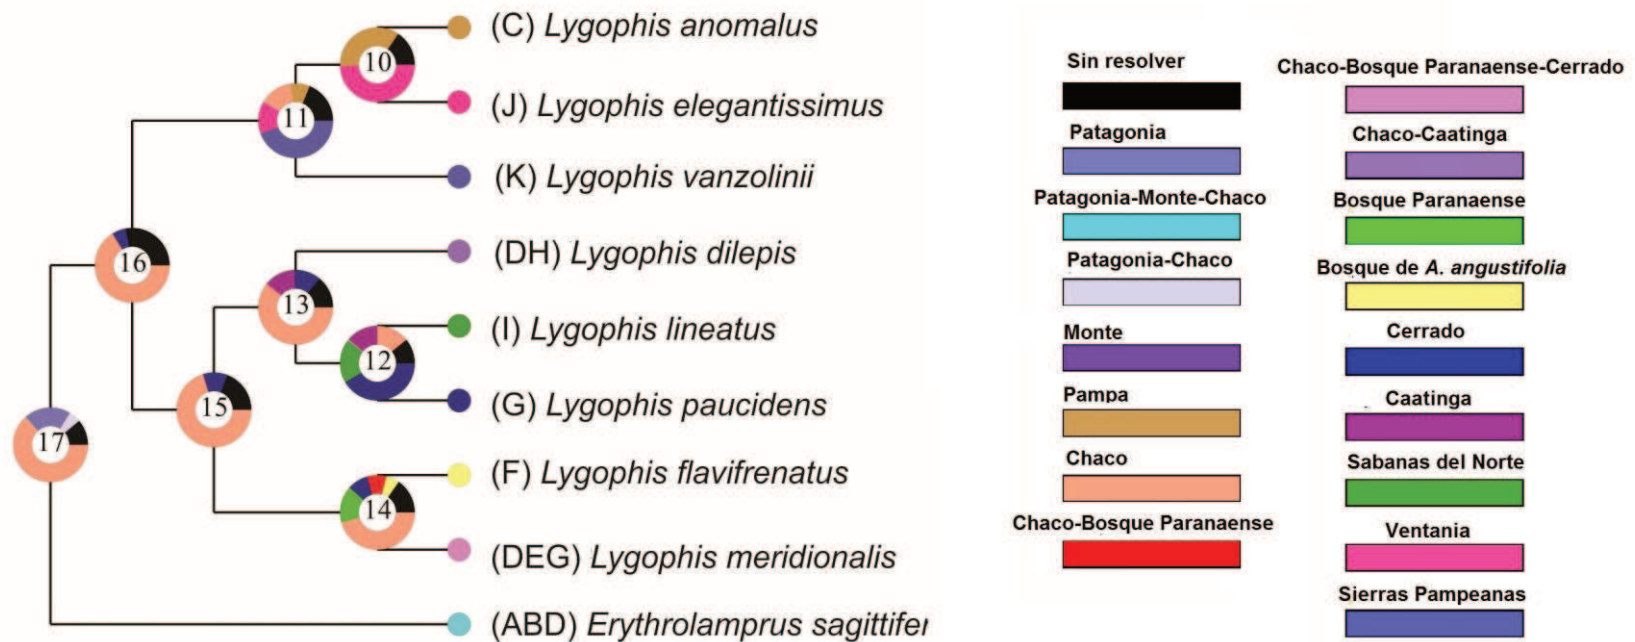 (C) Lygophis anomalus
10
11
(J) Lygophis elegantissimus
(K) Lygophis vanzolinii
16
(DH) Lygophis dilepis
13
(I) Lygophis lineatus
12
15
(G) Lygophis paucidens
17
(F) Lygophis flavifrenatus
14
(DEG) Lygophis meridionalis
(ABD) Erythrolamprus sagittifer
Sin resolver
Patagonia
Patagonia-Monte-Chaco
Patagonia-Chaco
Monte
Pampa
Chaco
Chaco-Bosque Paranaense
Chaco-Bosque Paranaense-Cerrado
Chaco-Caatinga
Bosque Paranaense
Bosque de A. angustifolia
Cerrado
Caatinga
Sabanas del Norte
Ventania
Sierras Pampeanas